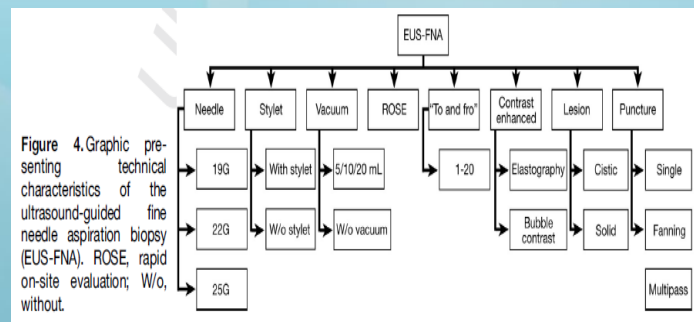 EUS-FNA
Needle
Stylet
Vacuum
ROSE
"To and fro"
Contrast
enhanced
Lesion
Puncture
19G
With stylet
5/10/20 mL
1-20
Elastography
Cistic
Single
22G
W/o stylet
W/o vacuum
Bubble
contrast
Solid
Fanning
25G
Multipass
Figure 4. Graphic pre-
senting technical
characteristics of the
ultrasound-guided fine
needle aspiration biopsy
(EUS-FNA). ROSE, rapid
on-site evaluation; W/o,
without.